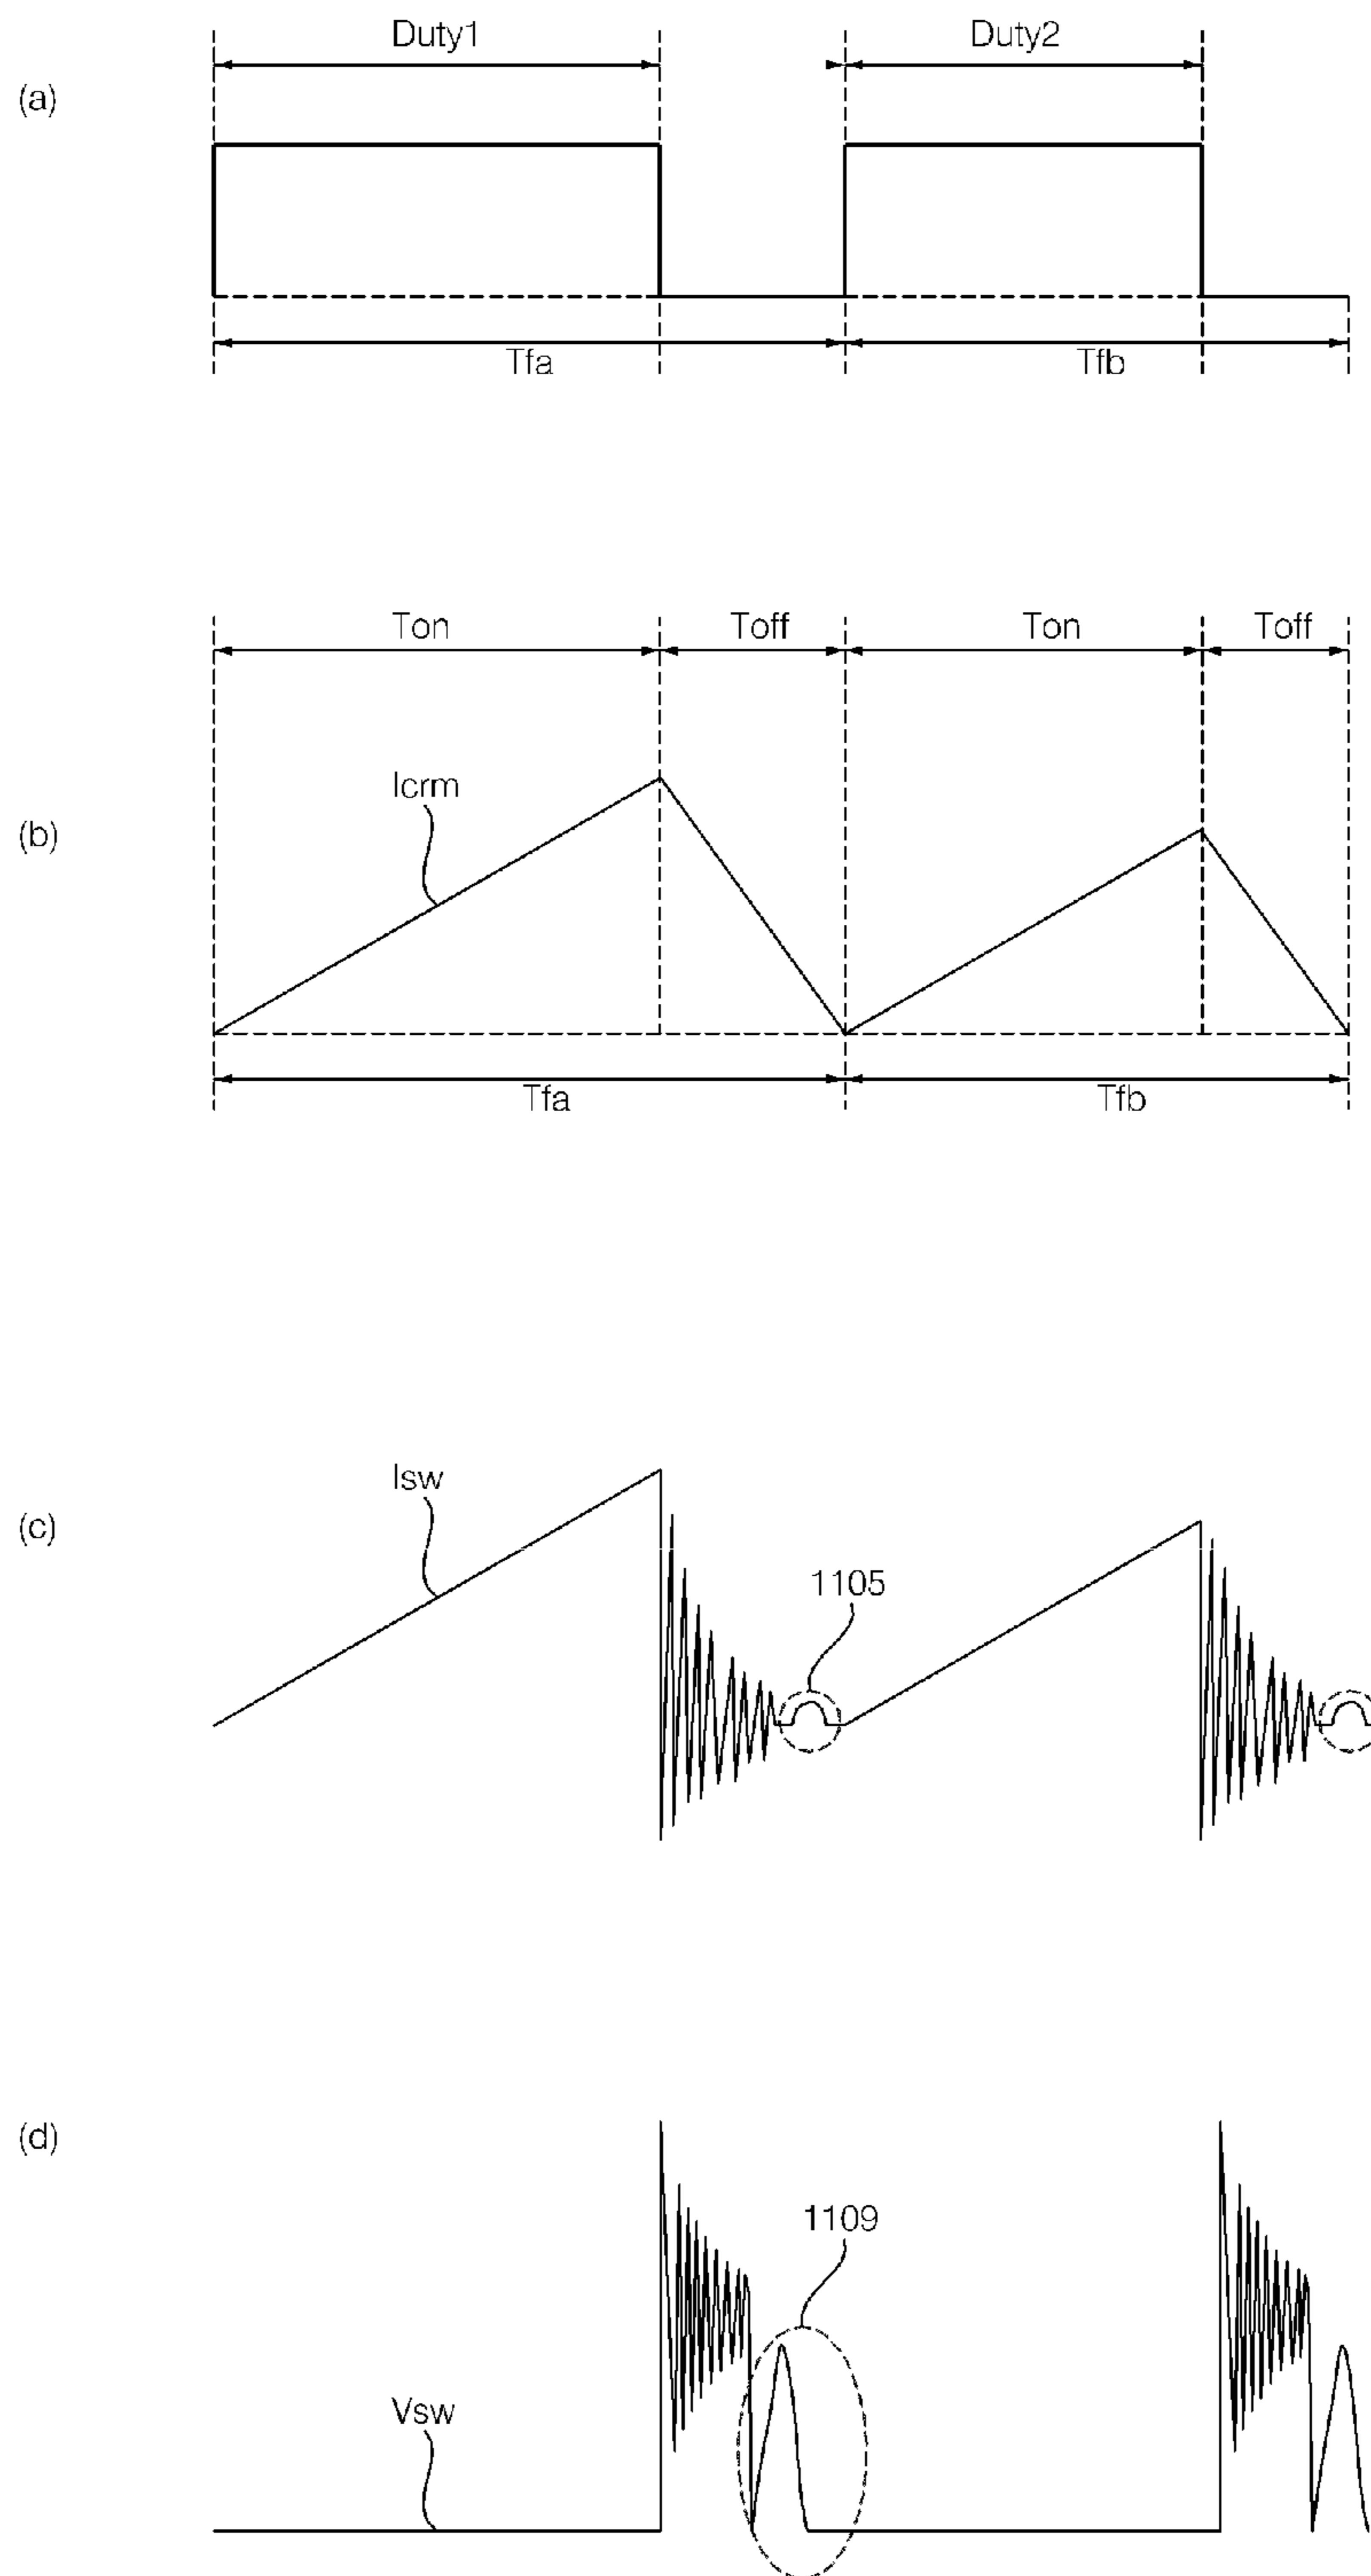 Duty1 Duty2
(a)
Tfa Tfb
Ton Toff Ton Toff
Icrm
(b)
Tfa Tfb
Isw
(c)
1105
(d)
1109
Vsw